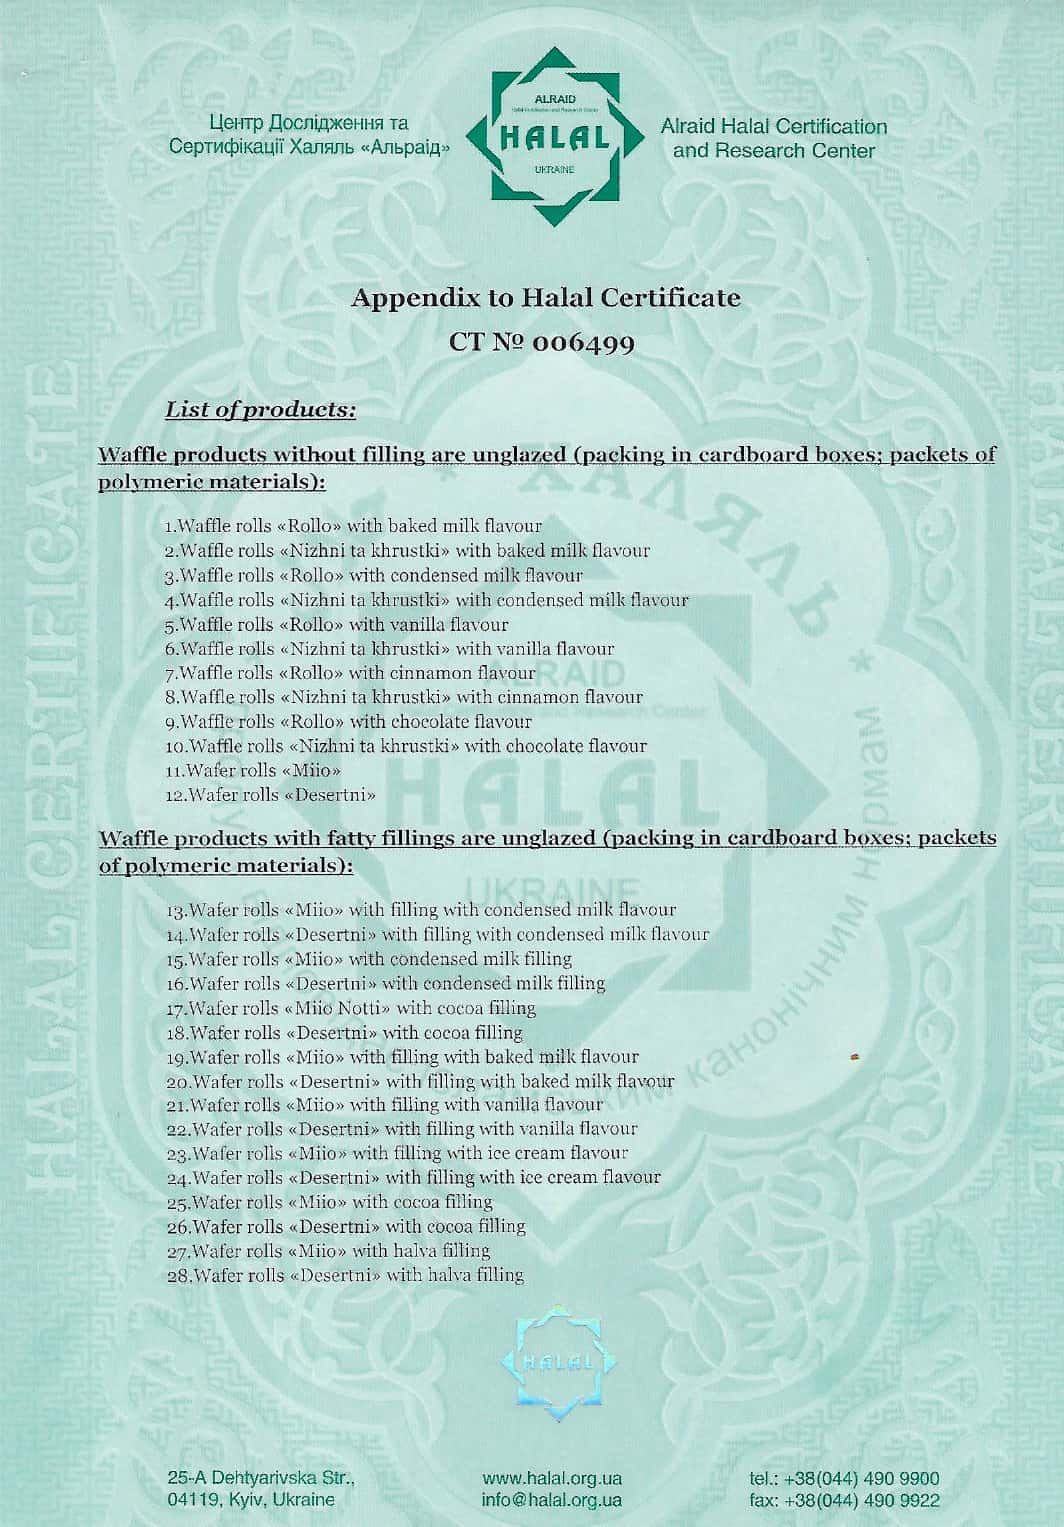 Центр Дослідження та
Сертифікації Халяль «Альраід»
ALRAID
Halal Certification and Research Center
HALAL
UKRAINE
Alraid Halal Certification
and Research Center
Appendix to Halal Certificate
CT № 006499
List of products:
Waffle products without filling are unglazed (packing in cardboard boxes; packets of
polymeric materials):
1.Waffle rolls «Rollo» with baked milk flavour
2.Waffle rolls «Nizhni ta khrustki» with baked milk flavour
3.Waffle rolls «Rollo» with condensed milk flavour
4.Waffle rolls «Nizhni ta khrustki» with condensed milk flavour
5.Waffle rolls «Rollo» with vanilla flavour
6.Waffle rolls «Nizhni ta khrustki» with vanilla flavour
7.Waffle rolls «Rollo» with cinnamon flavour
8.Waffle rolls «Nizhni ta khrustki» with cinnamon flavour
9.Waffle rolls «Rollo» with chocolate flavour
10.Waffle rolls «Nizhni ta khrustki» with chocolate flavour
11.Wafer rolls «Miio»
12.Wafer rolls «Desertni»
Waffle products with fatty fillings are unglazed (packing in cardboard boxes; packets
of polymeric materials):
13.Wafer rolls «Miio» with filling with condensed milk flavour
14.Wafer rolls «Desertni» with filling with condensed milk flavour
15.Wafer rolls «Miio» with condensed milk filling
16.Wafer rolls «Desertni» with condensed milk filling
17.Wafer rolls «Miio Notti» with cocoa filling
18.Wafer rolls «Desertni» with cocoa filling
19.Wafer rolls «Miio» with filling with baked milk flavour
20.Wafer rolls «Desertni» with filling with baked milk flavour
21.Wafer rolls «Miio» with filling with vanilla flavour
22.Wafer rolls «Desertni» with filling with vanilla flavour
23.Wafer rolls «Miio» with filling with ice cream flavour
24.Wafer rolls «Desertni» with filling with ice cream flavour
25.Wafer rolls «Miio» with cocoa filling
26.Wafer rolls «Desertni» with cocoa filling
27.Wafer rolls «Miio» with halva filling
28.Wafer rolls «Desertni» with halva filling
HALAL
25-A Dehtyarivska Str.,
04119, Kyiv, Ukraine
www.halal.org.ua
info@halal.org.ua
tel.: +38(044) 490 9900
fax: +38(044) 490 9922
HALAL CERTIFICATE
HALAL CERTIFICATE
ХАЛЯЛЬ
ALRAID
HALAL
UKRAINE
канонічним нормам